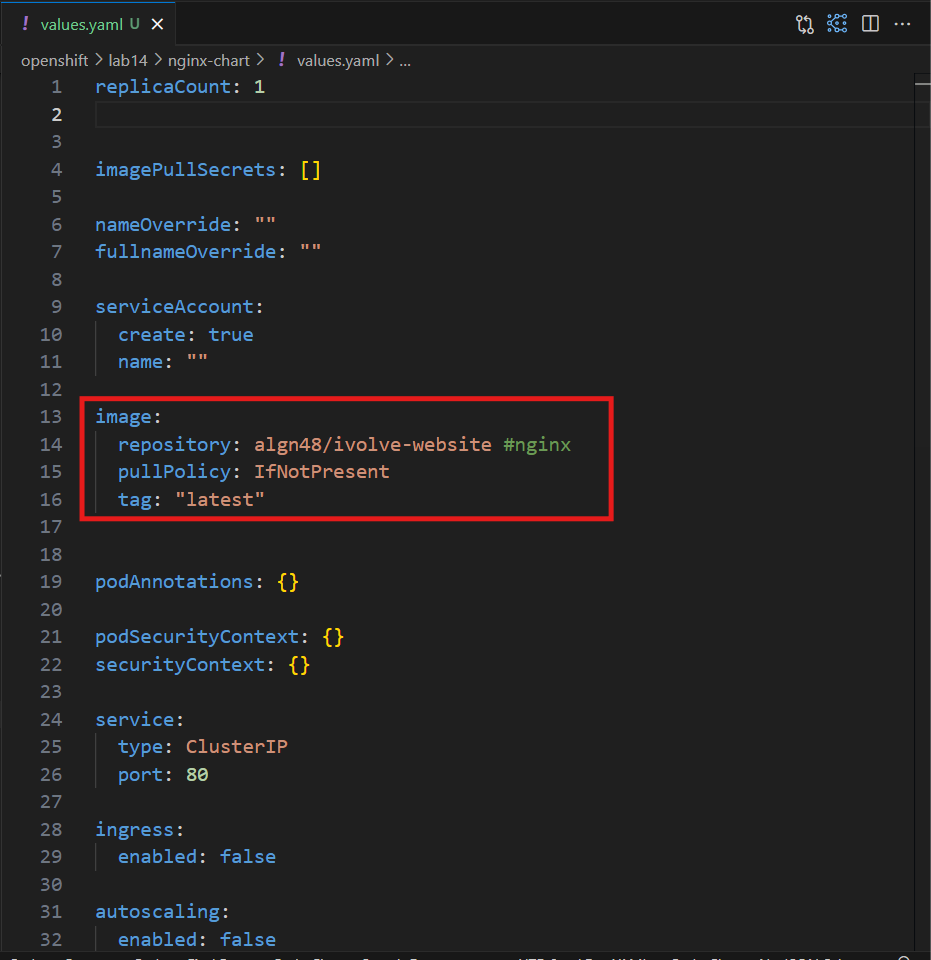 ! values.yaml U
openshift > lab14 > nginx-chart > ! values.yaml > ...
1 replicaCount: 1
2
3
4 imagePullSecrets: []
5
6 nameOverride: ""
7 fullnameOverride: ""
8
9 serviceAccount:
10 create: true
11 name: ""
12
13 image:
14 repository: algn48/ivolve-website #nginx
15 pullPolicy: IfNotPresent
16 tag: "latest"
17
18
19 podAnnotations: {}
20
21 podSecurityContext: {}
22 securityContext: {}
23
24 service:
25 type: ClusterIP
26 port: 80
27
28 ingress:
29 enabled: false
30
31 autoscaling:
32 enabled: false